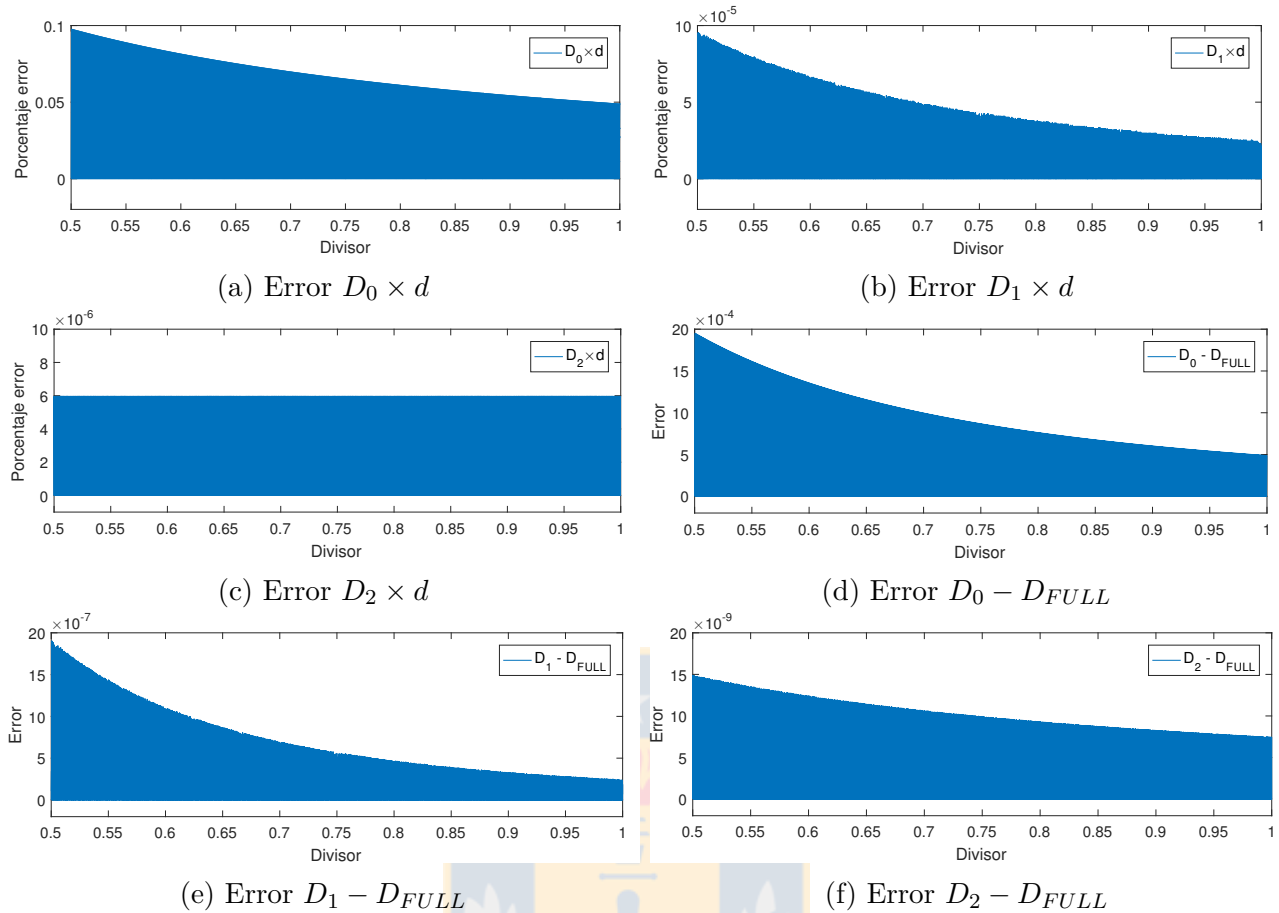 0.1
0.05
0
Porcentaje error
D₀×d
0.5 0.55 0.6 0.65 0.7 0.75 0.8 0.85 0.9 0.95 1
Divisor
(a) Error D₀ × d
×10⁻⁵
10
5
0
Porcentaje error
D₁×d
0.5 0.55 0.6 0.65 0.7 0.75 0.8 0.85 0.9 0.95 1
Divisor
(b) Error D₁ × d
×10⁻⁶
10
8
6
4
2
0
Porcentaje error
D₂×d
0.5 0.55 0.6 0.65 0.7 0.75 0.8 0.85 0.9 0.95 1
Divisor
(c) Error D₂ × d
×10⁻⁴
20
15
10
5
0
Error
D₀ - D_FULL
0.5 0.55 0.6 0.65 0.7 0.75 0.8 0.85 0.9 0.95 1
Divisor
(d) Error D₀ − D_FULL
×10⁻⁷
20
15
10
5
0
Error
D₁ - D_FULL
0.5 0.55 0.6 0.65 0.7 0.75 0.8 0.85 0.9 0.95 1
Divisor
(e) Error D₁ − D_FULL
×10⁻⁹
20
15
10
5
0
Error
D₂ - D_FULL
0.5 0.55 0.6 0.65 0.7 0.75 0.8 0.85 0.9 0.95 1
Divisor
(f) Error D₂ − D_FULL